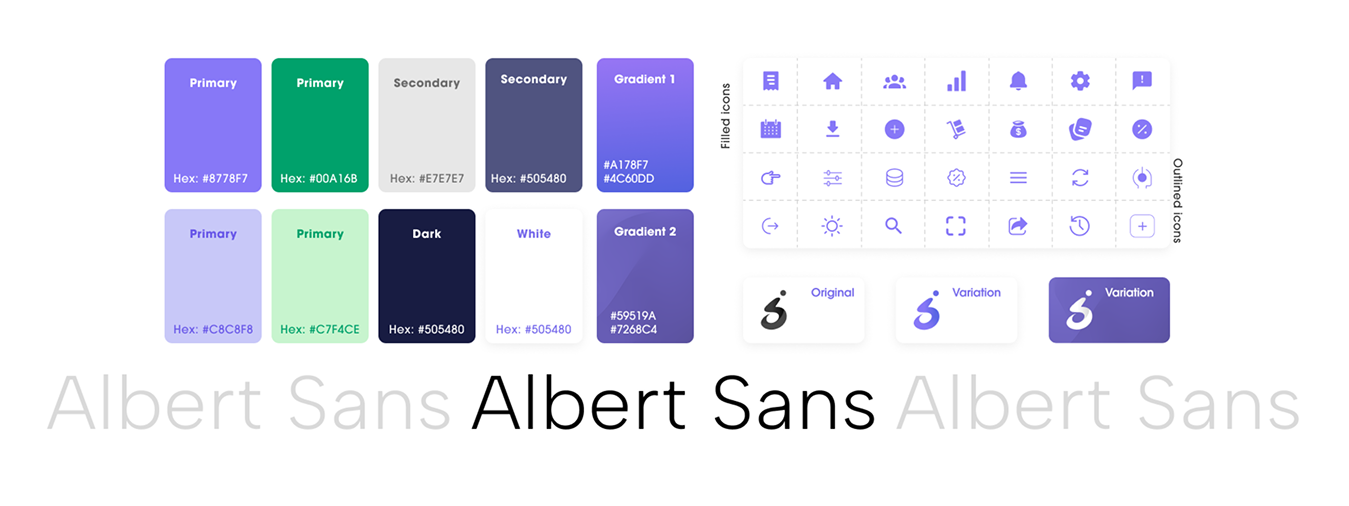 Primary
Hex: #8778F7
Primary
Hex: #00A16B
Secondary
Hex: #E7E7E7
Secondary
Hex: #505480
Gradient 1
#A178F7
#4C60DD
Primary
Hex: #C8C8F8
Primary
Hex: #C7F4CE
Dark
Hex: #505480
White
Hex: #505480
Gradient 2
#59519A
#7268C4
Filled icons
Outlined icons
Original
Variation
Variation
Albert Sans Albert Sans Albert Sans